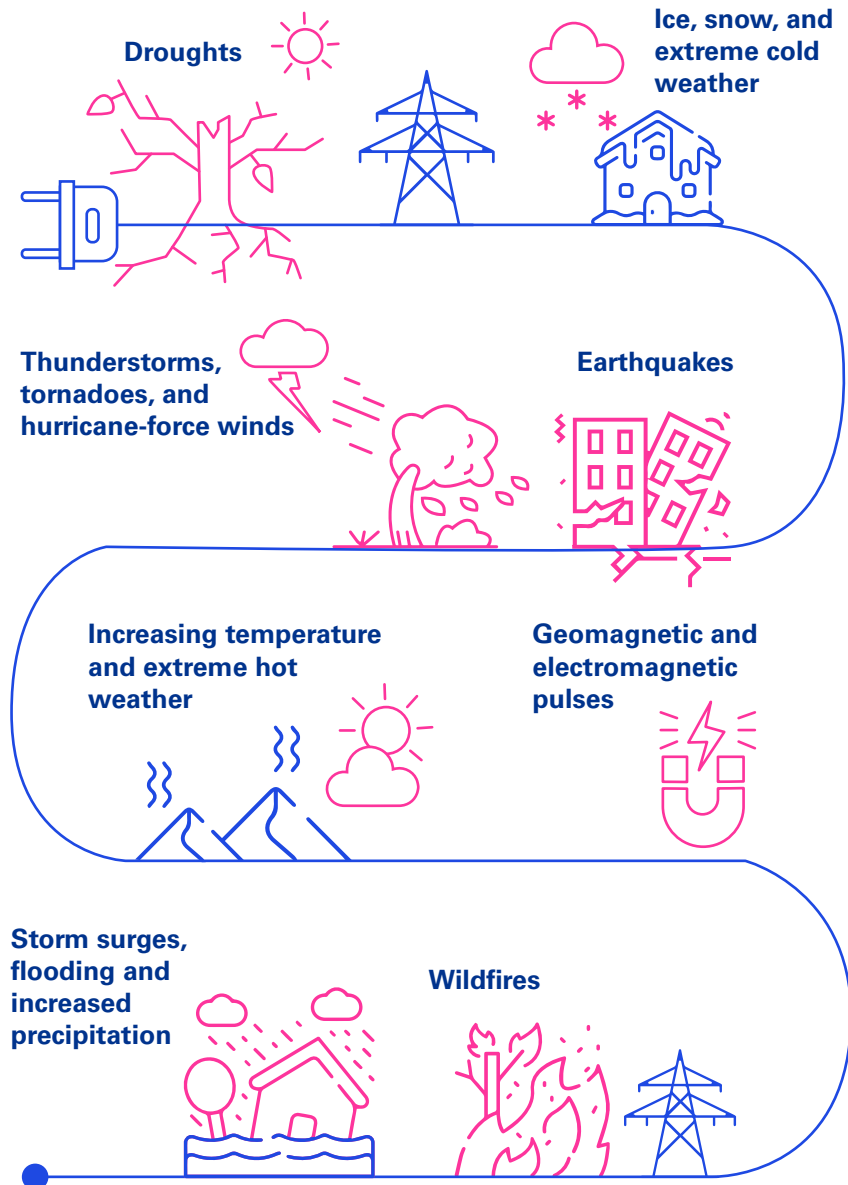 Droughts
Ice, snow, and
extreme cold
weather
Thunderstorms,
tornadoes, and
hurricane-force winds
Earthquakes
Increasing temperature
and extreme hot
weather
Geomagnetic and
electromagnetic
pulses
Storm surges,
flooding and
increased
precipitation
Wildfires